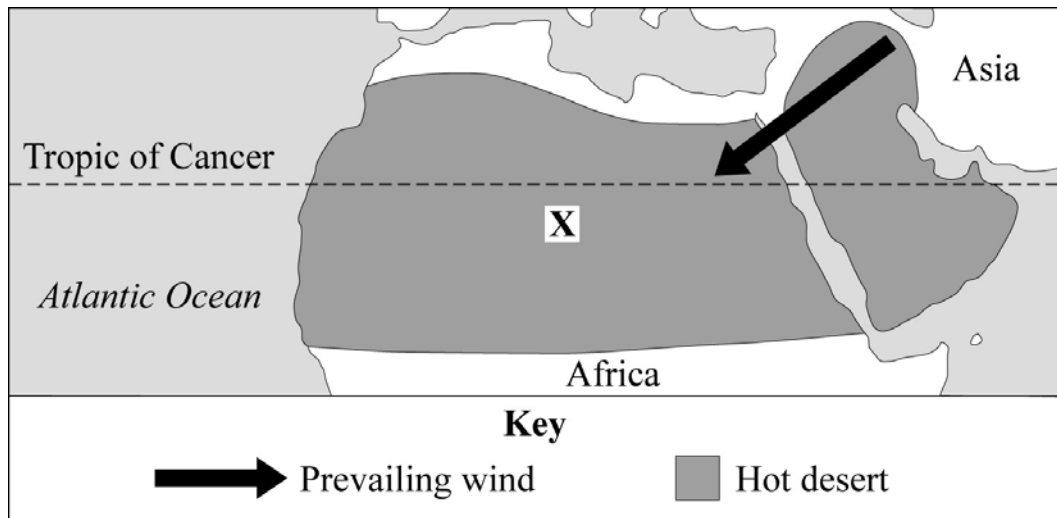 Asia
Tropic of Cancer
X
Atlantic Ocean
Africa
Key
Prevailing wind
Hot desert